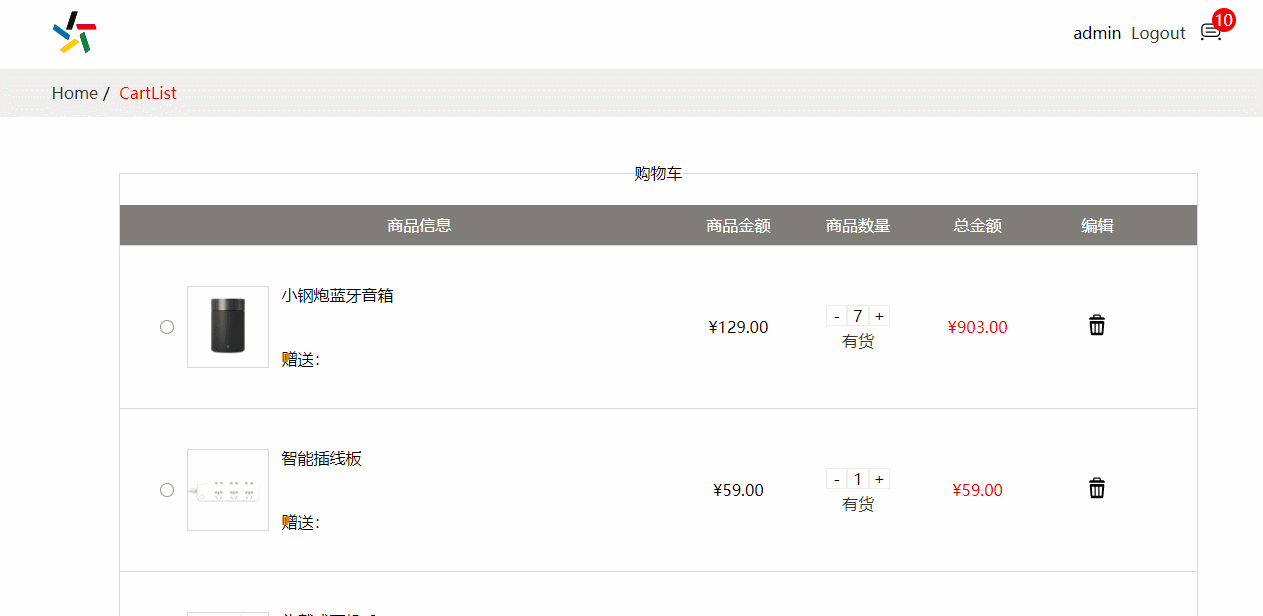 admin Logout 10
Home / CartList
购物车
商品信息 商品金额 商品数量 总金额 编辑
小钢炮蓝牙音箱
¥129.00 - 7 + ¥903.00
有货
赠送：
智能插线板
¥59.00 - 1 + ¥59.00
有货
赠送：